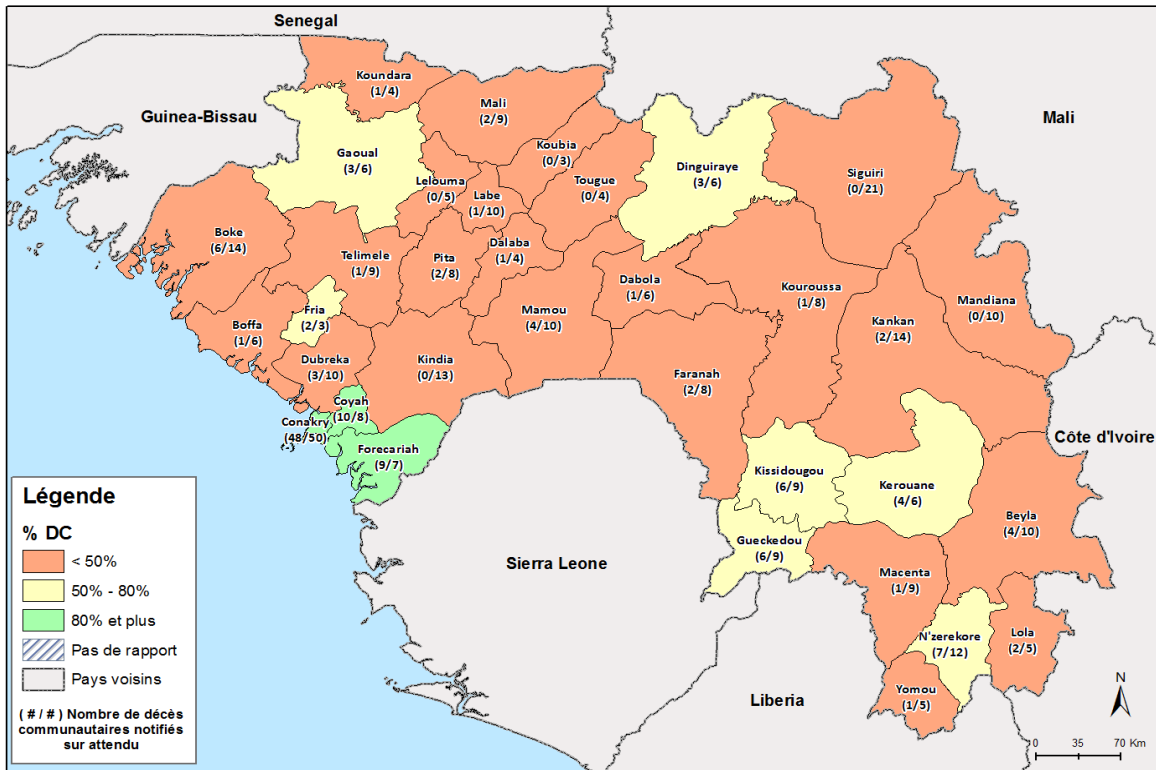 Senegal
Koundara
(1/4)
Guinea-Bissau
Mali
(2/9)
Mali
Gaoual
(3/6)
Koubia
(0/3)
Tougue
(0/4)
Dinguiraye
(3/6)
Siguiri
(0/21)
Lelouma
(0/5)
Labe
(1/10)
Boke
(6/14)
Telimele
(1/9)
Pita
(2/8)
Dalaba
(1/4)
Dabola
(1/6)
Kouroussa
(1/8)
Mandiana
(0/10)
Fria
(2/3)
Boffa
(1/6)
Mamou
(4/10)
Kankan
(2/14)
Dubreka
(3/10)
Kindia
(0/13)
Faranah
(2/8)
Coyah
(10/8)
Conakry
(48/50)
Forecariah
(9/7)
Côte d'Ivoire
Kissidougou
(6/9)
Kerouane
(4/6)
Beyla
(4/10)
Gueckedou
(6/9)
Sierra Leone
Macenta
(1/9)
N'zerekore
(7/12)
Lola
(2/5)
Yomou
(1/5)
Liberia
Légende
% DC
< 50%
50% - 80%
80% et plus
Pas de rapport
Pays voisins
( # / # ) Nombre de décès
communautaires notifiés
sur attendu
N
0 35 70 Km